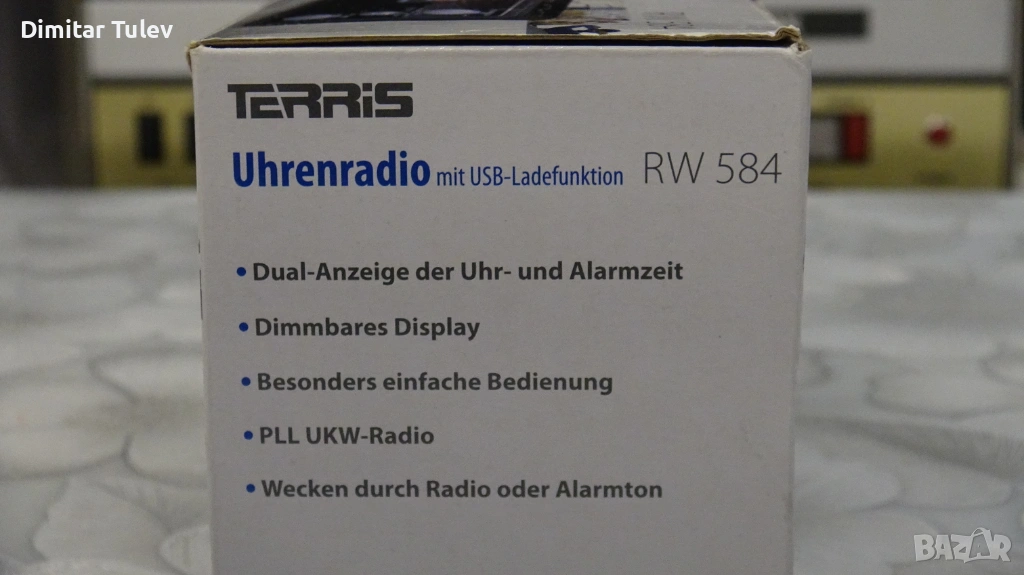 Dimitar Tulev
TERRiS
Uhrenradio mit USB-Ladefunktion RW 584
• Dual-Anzeige der Uhr- und Alarmzeit
• Dimmbares Display
• Besonders einfache Bedienung
• PLL UKW-Radio
• Wecken durch Radio oder Alarmton
BAZAR